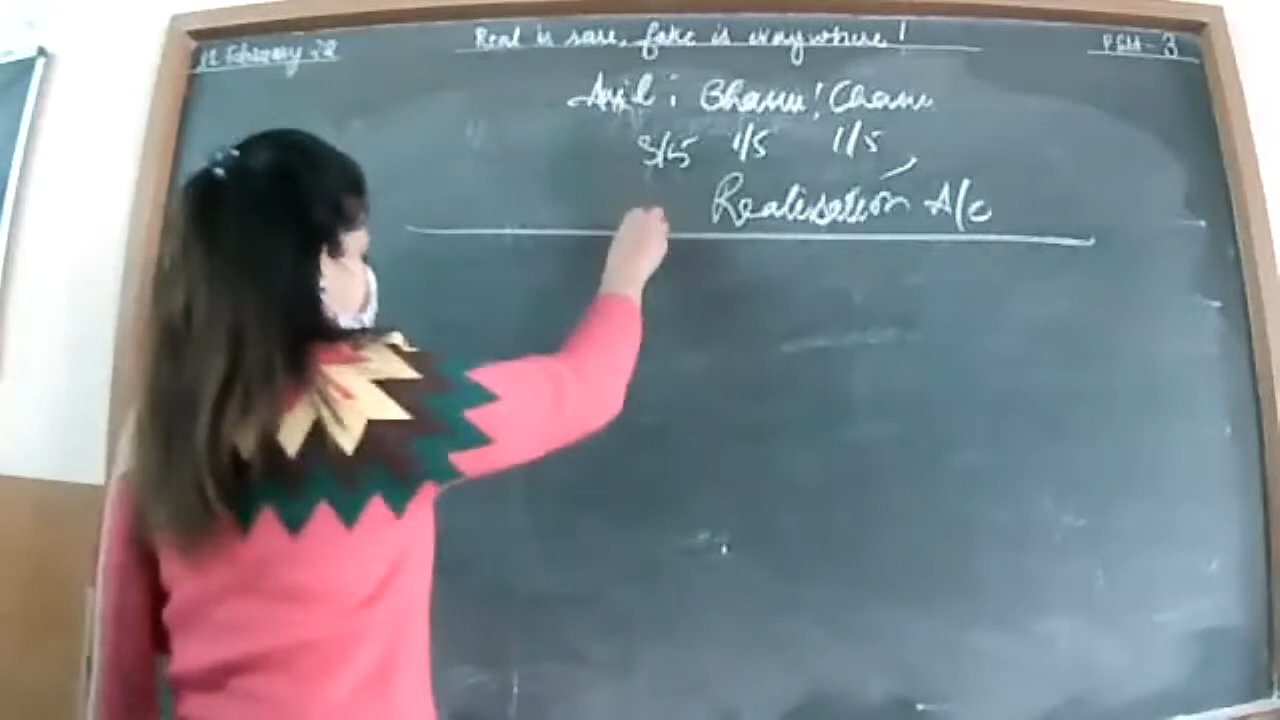 12 February 22
Real is rare, fake is everywhere!
PGM-3
Anil : Bhanu : Chanu
3/5 1/5 1/5
Realisation A/c